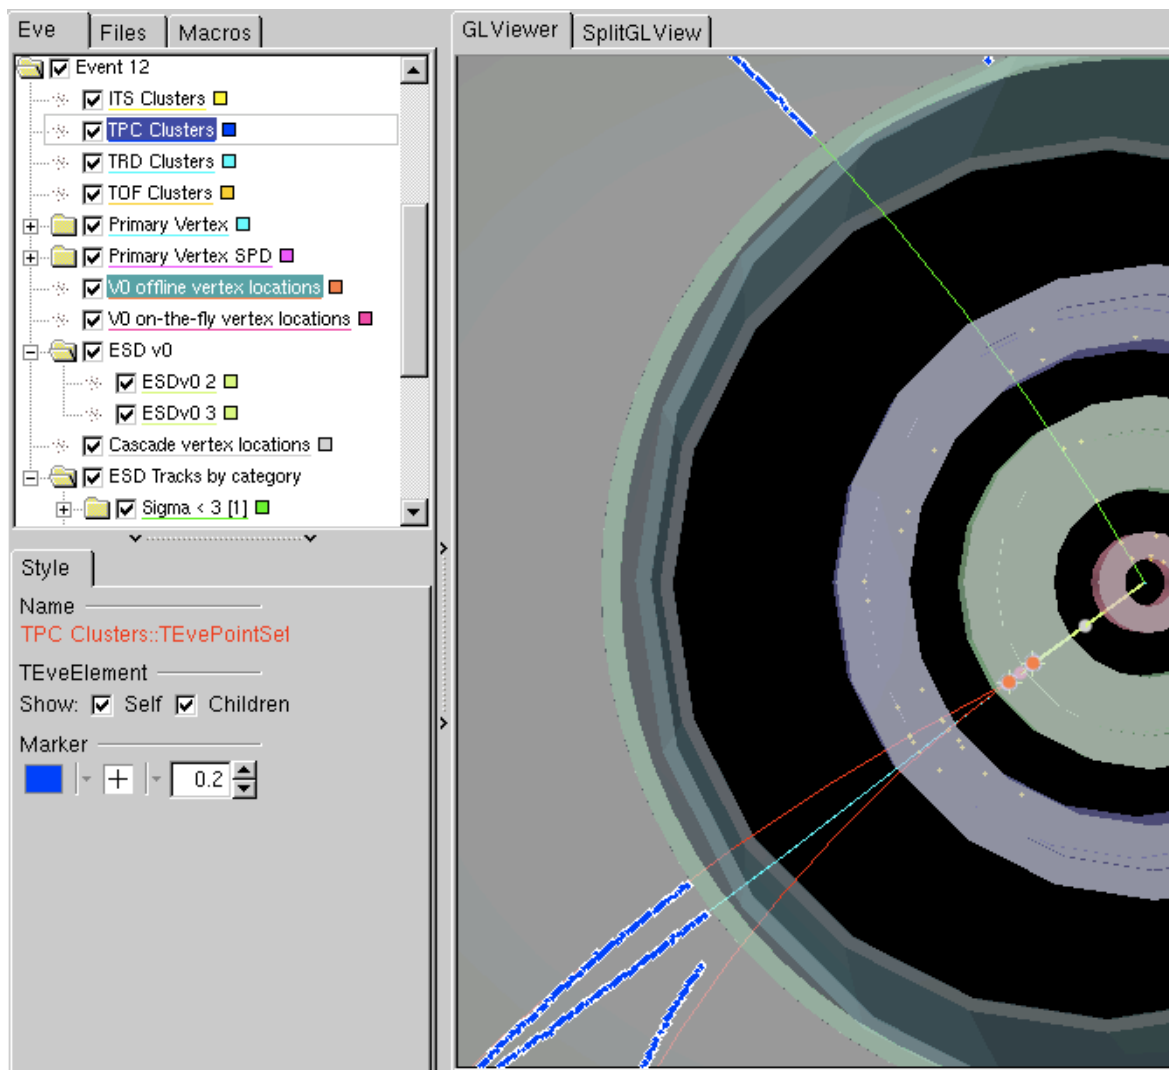 Eve Files Macros
GLViewer SplitGLView
Event 12
ITS Clusters
TPC Clusters
TRD Clusters
TOF Clusters
Primary Vertex
Primary Vertex SPD
V0 offline vertex locations
V0 on-the-fly vertex locations
ESD v0
ESDv0 2
ESDv0 3
Cascade vertex locations
ESD Tracks by category
Sigma < 3 [1]
Style
Name
TPC Clusters::TEvePointSet
TEveElement
Show: Self Children
Marker
0.2